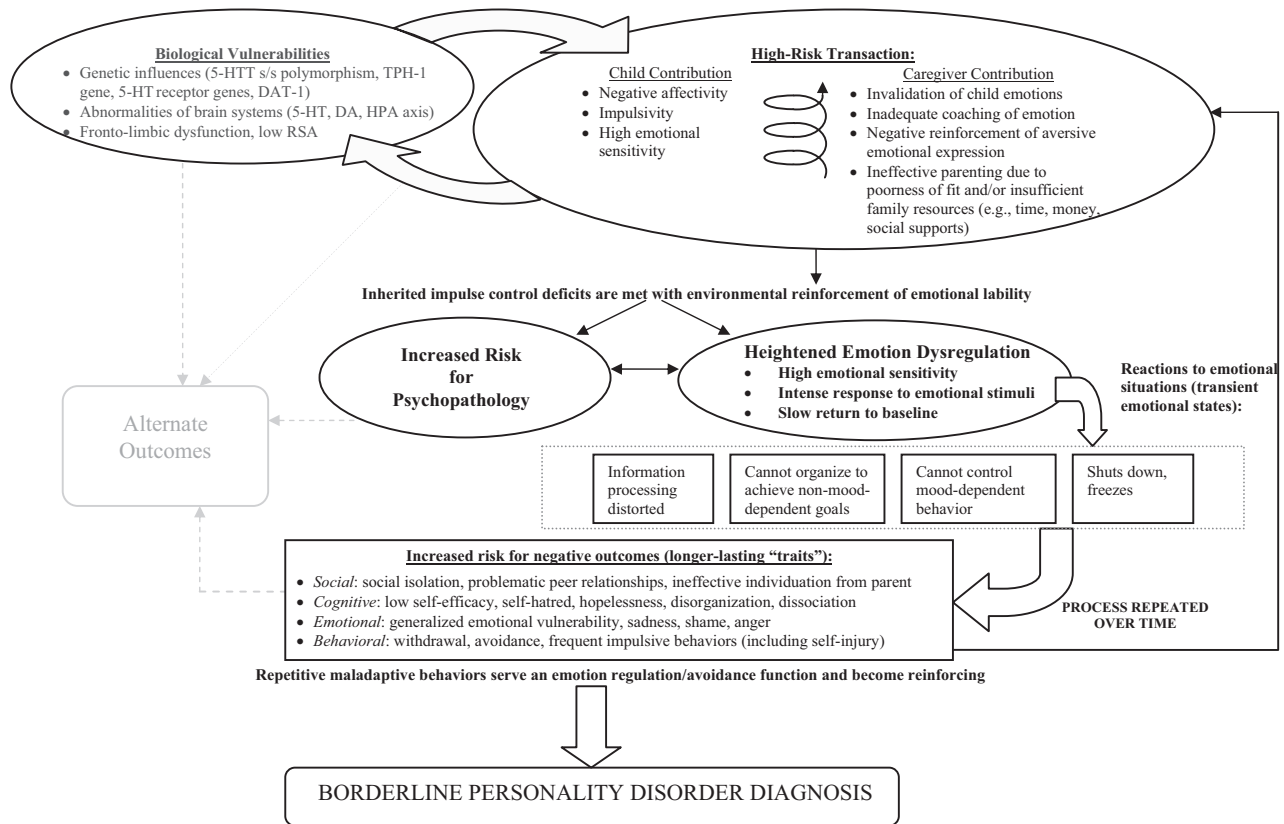 Biological Vulnerabilities
• Genetic influences (5-HTT s/s polymorphism, TPH-1
gene, 5-HT receptor genes, DAT-1)
• Abnormalities of brain systems (5-HT, DA, HPA axis)
• Fronto-limbic dysfunction, low RSA
High-Risk Transaction:
Child Contribution
• Negative affectivity
• Impulsivity
• High emotional
sensitivity
Caregiver Contribution
• Invalidation of child emotions
• Inadequate coaching of emotion
• Negative reinforcement of aversive
emotional expression
• Ineffective parenting due to
poorness of fit and/or insufficient
family resources (e.g., time, money,
social supports)
Inherited impulse control deficits are met with environmental reinforcement of emotional lability
Increased Risk
for
Psychopathology
Heightened Emotion Dysregulation
• High emotional sensitivity
• Intense response to emotional stimuli
• Slow return to baseline
Reactions to emotional
situations (transient
emotional states):
Alternate
Outcomes
Information
processing
distorted
Cannot organize to
achieve non-mood-
dependent goals
Cannot control
mood-dependent
behavior
Shuts down,
freezes
Increased risk for negative outcomes (longer-lasting “traits”):
• Social: social isolation, problematic peer relationships, ineffective individuation from parent
• Cognitive: low self-efficacy, self-hatred, hopelessness, disorganization, dissociation
• Emotional: generalized emotional vulnerability, sadness, shame, anger
• Behavioral: withdrawal, avoidance, frequent impulsive behaviors (including self-injury)
PROCESS REPEATED
OVER TIME
Repetitive maladaptive behaviors serve an emotion regulation/avoidance function and become reinforcing
BORDERLINE PERSONALITY DISORDER DIAGNOSIS